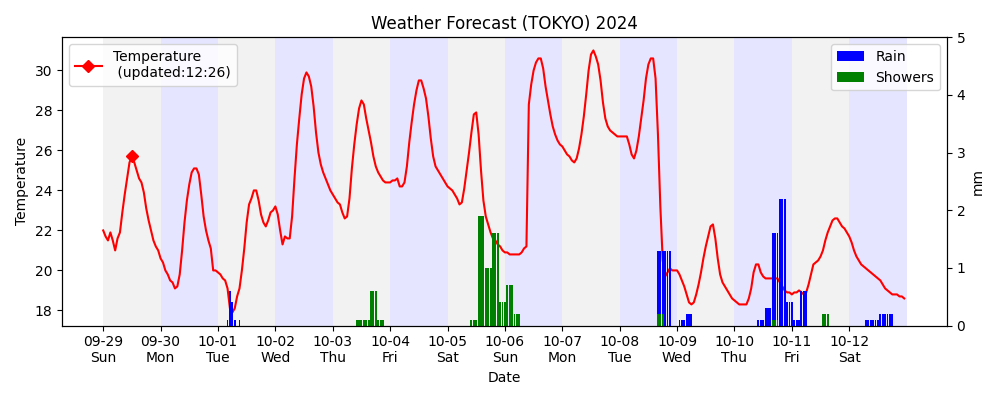 Weather Forecast (TOKYO) 2024
Temperature
(updated:12:26)
Rain
Showers
Temperature
30
28
26
24
22
20
18
5
4
3
2
1
0
mm
09-29 09-30 10-01 10-02 10-03 10-04 10-05 10-06 10-07 10-08 10-09 10-10 10-11 10-12
Sun Mon Tue Wed Thu Fri Sat Sun Mon Tue Wed Thu Fri Sat
Date